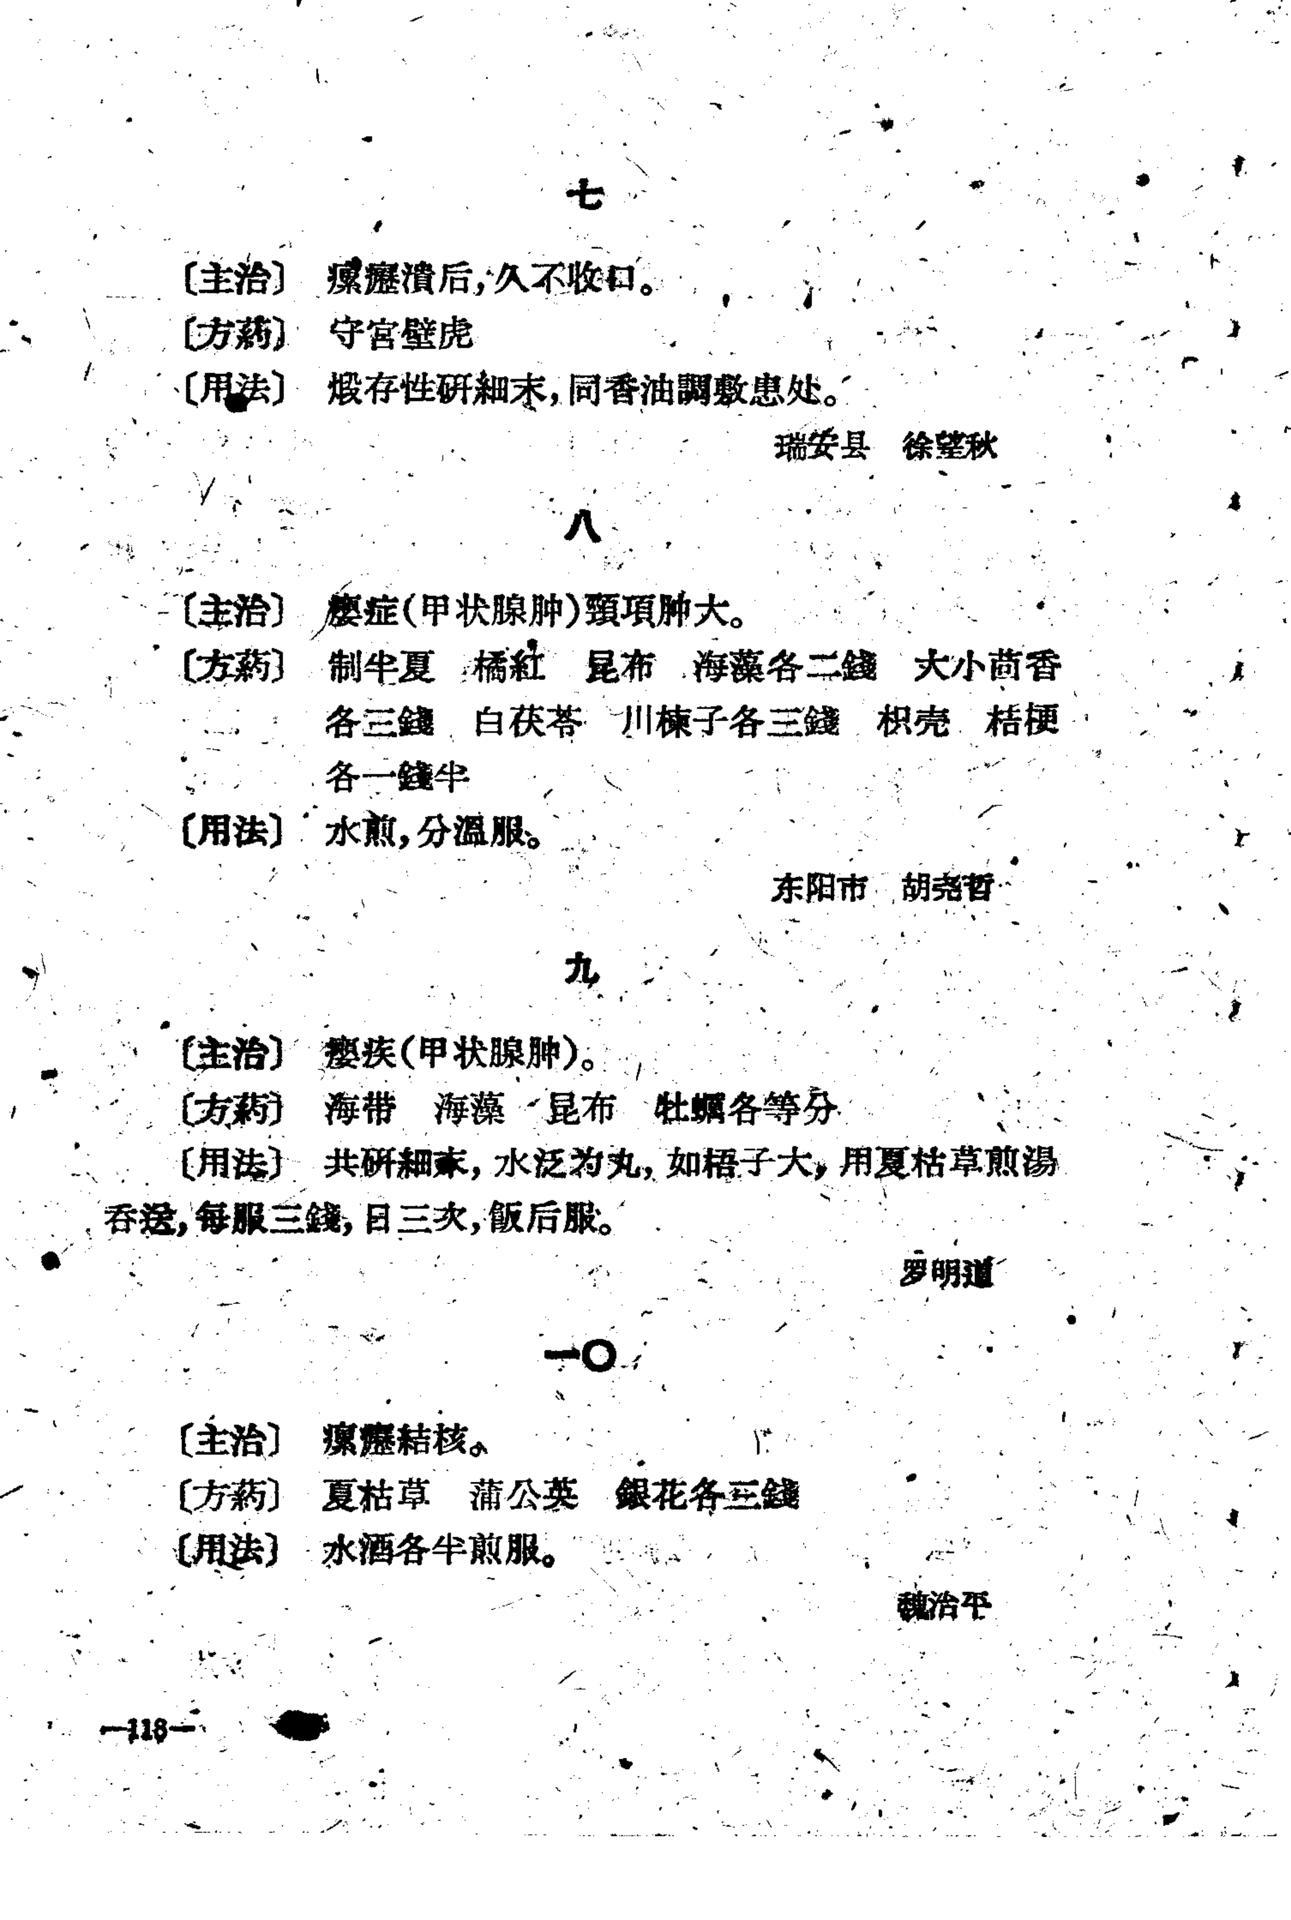 七
〔主治〕 瘰癧潰后，久不收口。
〔方葯〕 守宮壁虎
〔用法〕 煅存性研細末，同香油調敷患处。
瑞安县 徐望秋
八
〔主治〕 瘿症(甲状腺肿)頸項肿大。
〔方葯〕 制半夏 橘紅 昆布 海藻各二錢 大小茴香
各三錢 白茯苓 川楝子各三錢 枳壳 桔梗
各一錢半
〔用法〕 水煎，分溫服。
东阳市 胡尧哲
九
〔主治〕 瘿疾(甲状腺肿)。
〔方葯〕 海带 海藻 昆布 牡蠣各等分
〔用法〕 共研細末，水泛为丸，如梧子大，用夏枯草煎湯
吞送，每服三錢，日三次，飯后服。
罗明道
一〇
〔主治〕 瘰癧結核。
〔方葯〕 夏枯草 蒲公英 銀花各三錢
〔用法〕 水酒各半煎服。
魏治平
—118—